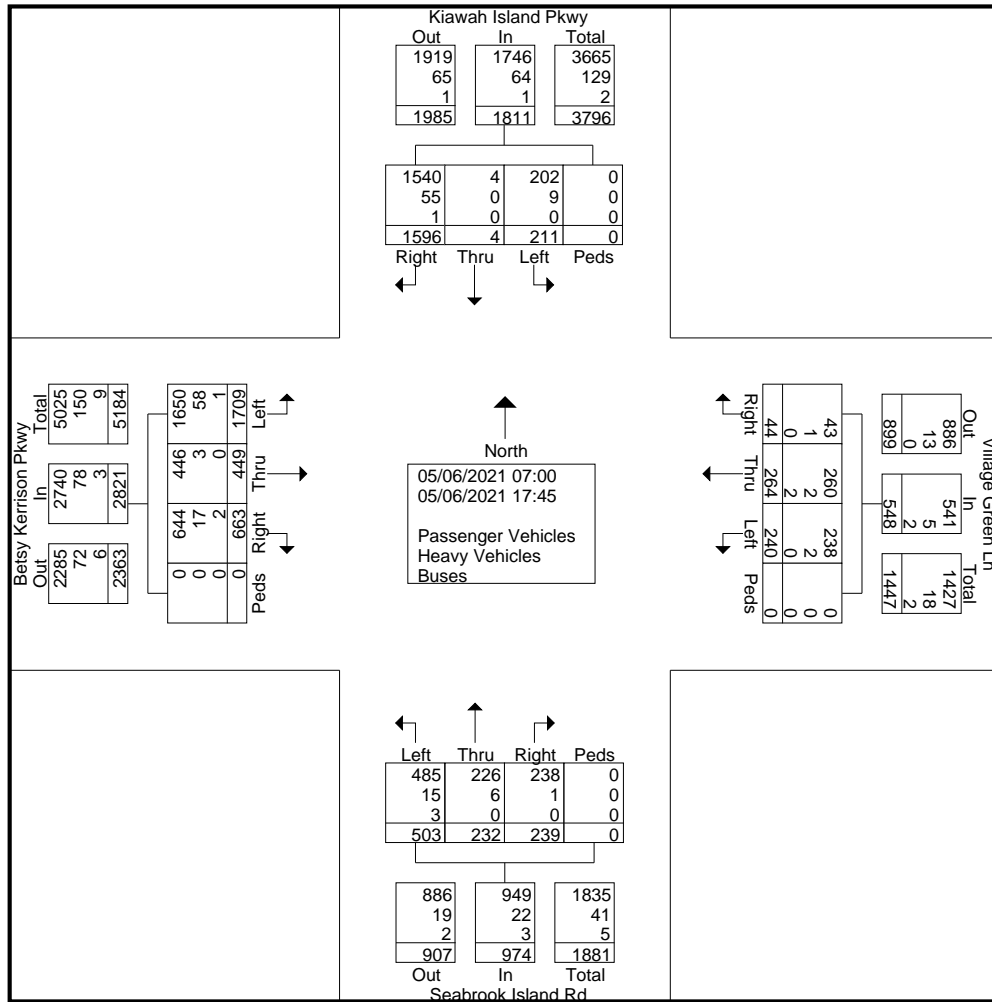 Kiawah Island Pkwy
Out In Total
1919 1746 3665
65 64 129
1 1 2
1985 1811 3796
1540 4 202 0
55 0 9 0
1 0 0 0
1596 4 211 0
Right Thru Left Peds
Betsy Kerrison Pkwy
Total In Out
5025 2740 2285
150 78 72
9 3 6
5184 2821 2363
1650 446 644 0
58 3 17 0
1 0 2 0
1709 449 663 0
Left Thru Right Peds
North
05/06/2021 07:00
05/06/2021 17:45
Passenger Vehicles
Heavy Vehicles
Buses
Village Green Ln
Out In Total
886 541 1427
13 5 18
0 2 2
899 548 1447
43 260 238 0
1 2 2 0
0 2 0 0
44 264 240 0
Right Thru Left Peds
Left Thru Right Peds
485 226 238 0
15 6 1 0
3 0 0 0
503 232 239 0
886 949 1835
19 22 41
2 3 5
907 974 1881
Out In Total
Seabrook Island Rd